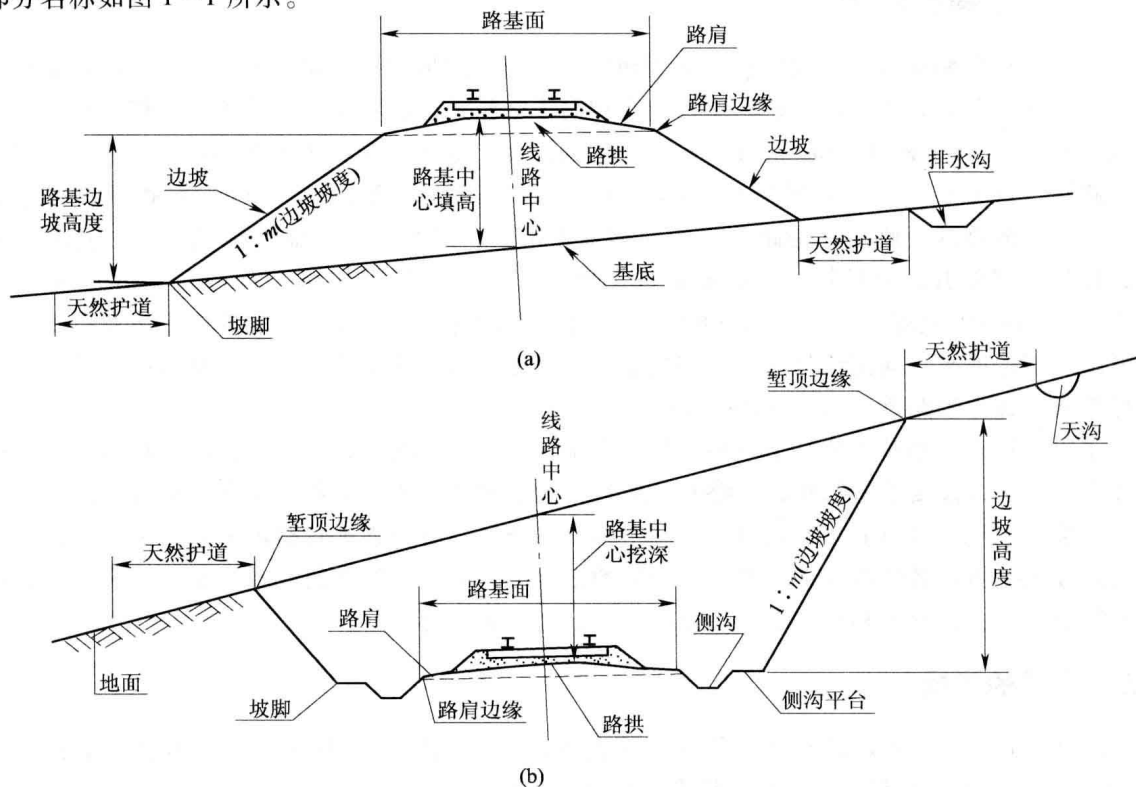 部分名称如图 1-1 所示。
路基面
路肩
路肩边缘
边坡
排水沟
路拱
线路中心
路基中心填高
边坡
路基边坡高度
1∶m(边坡坡度)
天然护道
基底
天然护道
坡脚
(a)
天然护道
堑顶边缘
天沟
线路中心
边坡高度
1∶m(边坡坡度)
路基中心挖深
堑顶边缘
天然护道
路基面
路肩
侧沟
地面
坡脚
路肩边缘
路拱
侧沟平台
(b)